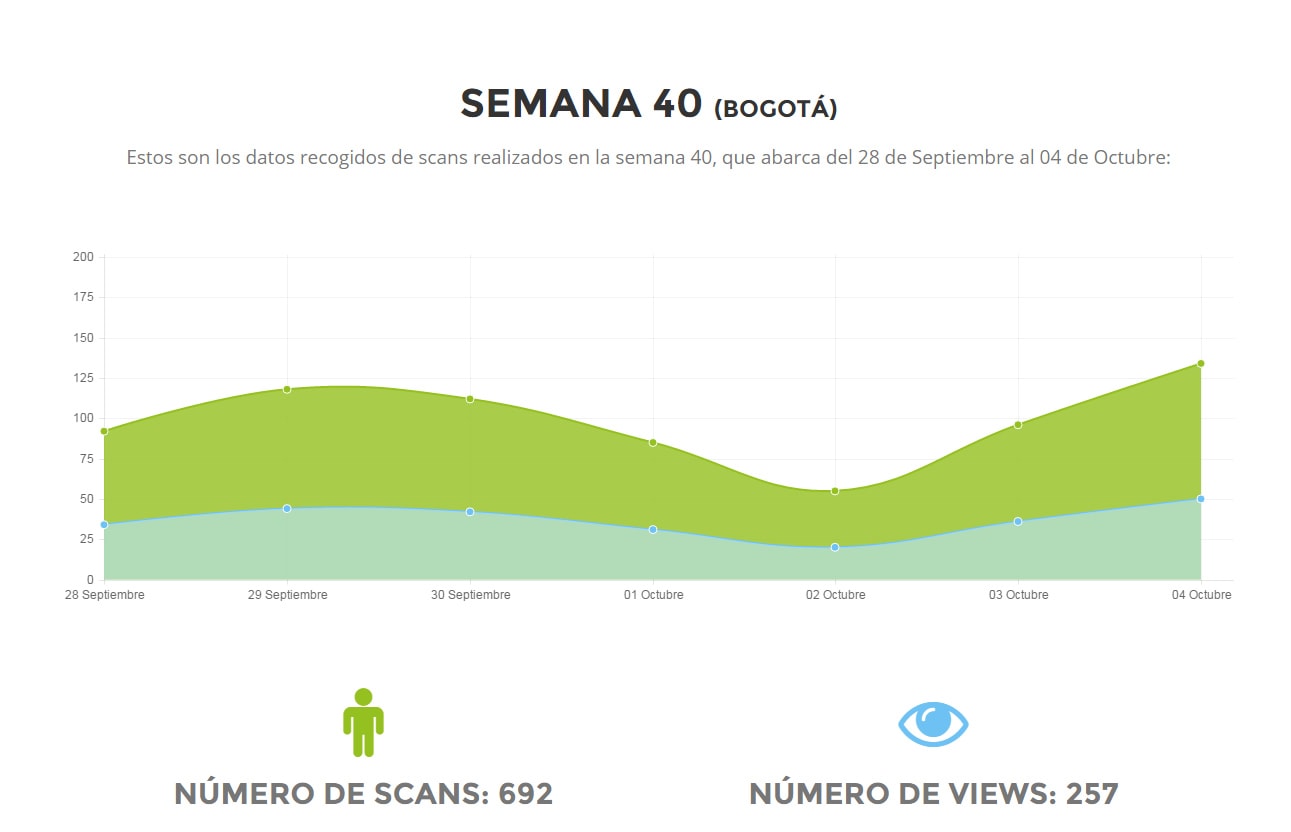 SEMANA 40 (BOGOTÁ)
Estos son los datos recogidos de scans realizados en la semana 40, que abarca del 28 de Septiembre al 04 de Octubre:
200
175
150
125
100
75
50
25
0
28 Septiembre 29 Septiembre 30 Septiembre 01 Octubre 02 Octubre 03 Octubre 04 Octubre
NÚMERO DE SCANS: 692 NÚMERO DE VIEWS: 257